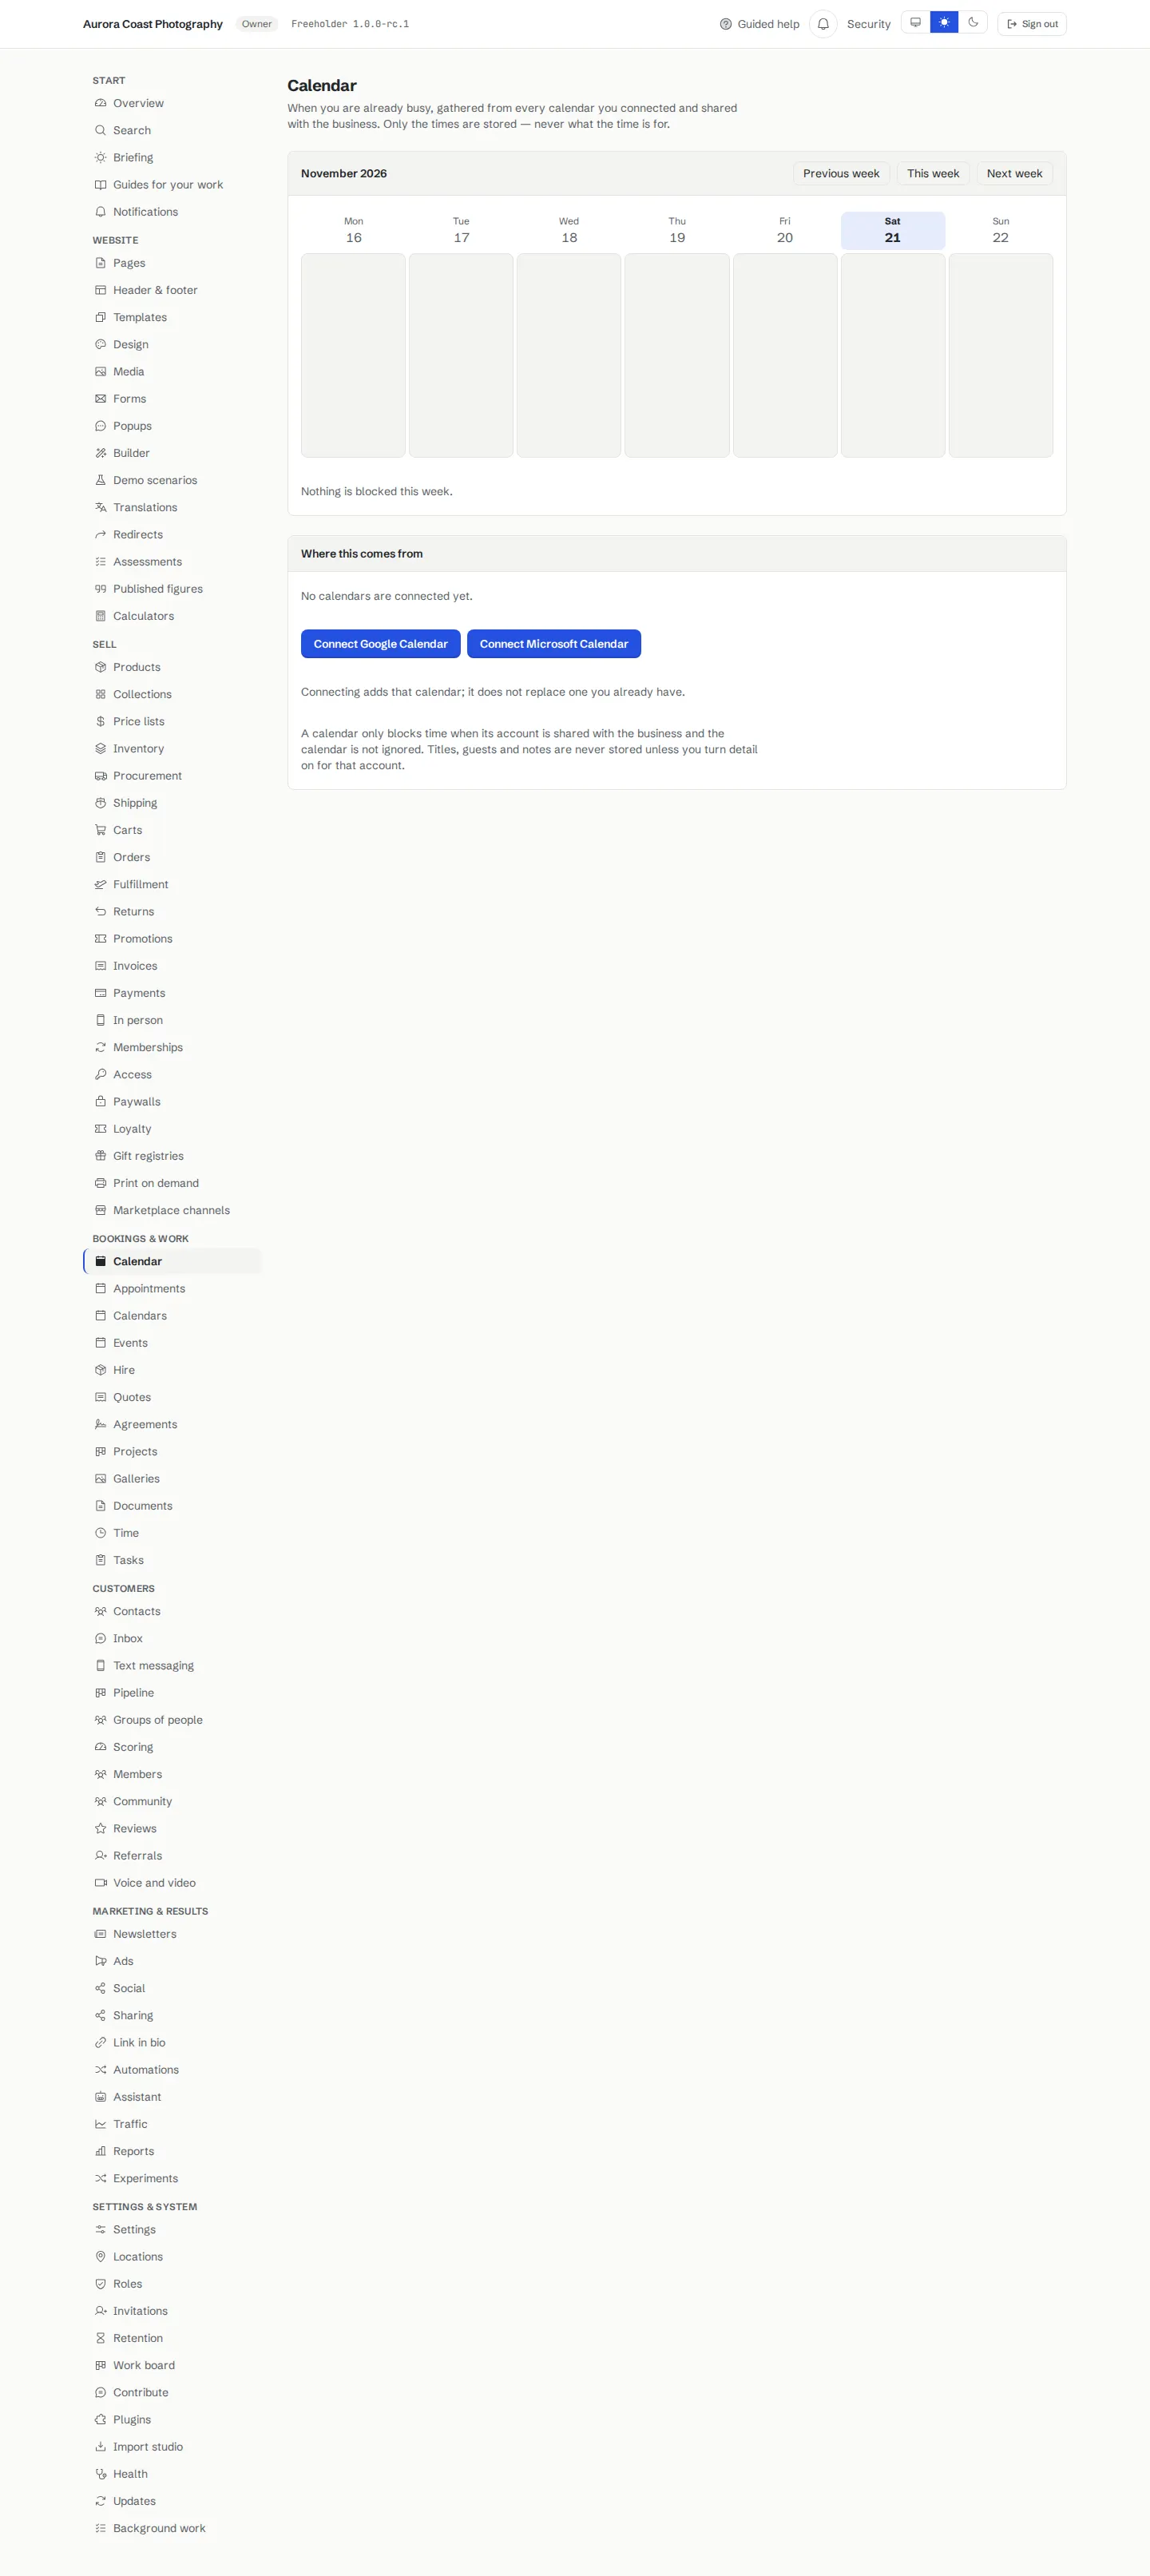 Aurora Coast Photography
Owner
Freeholder 1.0.0-rc.1
Guided help
Security
Sign out
START
Overview
Search
Briefing
Guides for your work
Notifications
WEBSITE
Pages
Header & footer
Templates
Design
Media
Forms
Popups
Builder
Demo scenarios
Translations
Redirects
Assessments
Published figures
Calculators
SELL
Products
Collections
Price lists
Inventory
Procurement
Shipping
Carts
Orders
Fulfillment
Returns
Promotions
Invoices
Payments
In person
Memberships
Access
Paywalls
Loyalty
Gift registries
Print on demand
Marketplace channels
BOOKINGS & WORK
Calendar
Appointments
Calendars
Events
Hire
Quotes
Agreements
Projects
Galleries
Documents
Time
Tasks
CUSTOMERS
Contacts
Inbox
Text messaging
Pipeline
Groups of people
Scoring
Members
Community
Reviews
Referrals
Voice and video
MARKETING & RESULTS
Newsletters
Ads
Social
Sharing
Link in bio
Automations
Assistant
Traffic
Reports
Experiments
SETTINGS & SYSTEM
Settings
Locations
Roles
Invitations
Retention
Work board
Contribute
Plugins
Import studio
Health
Updates
Background work
Calendar
When you are already busy, gathered from every calendar you connected and shared
with the business. Only the times are stored — never what the time is for.
November 2026
Previous week
This week
Next week
Mon
16
Tue
17
Wed
18
Thu
19
Fri
20
Sat
21
Sun
22
Nothing is blocked this week.
Where this comes from
No calendars are connected yet.
Connect Google Calendar
Connect Microsoft Calendar
Connecting adds that calendar; it does not replace one you already have.
A calendar only blocks time when its account is shared with the business and the
calendar is not ignored. Titles, guests and notes are never stored unless you turn detail
on for that account.